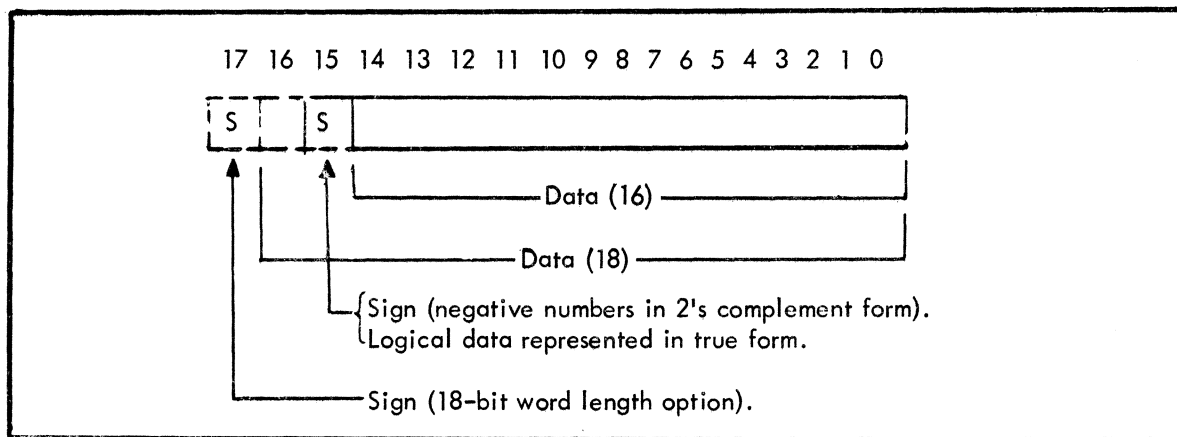 17 16 15 14 13 12 11 10 9 8 7 6 5 4 3 2 1 0
S S
Data (16)
Data (18)
Sign (negative numbers in 2's complement form).
Logical data represented in true form.
Sign (18-bit word length option).